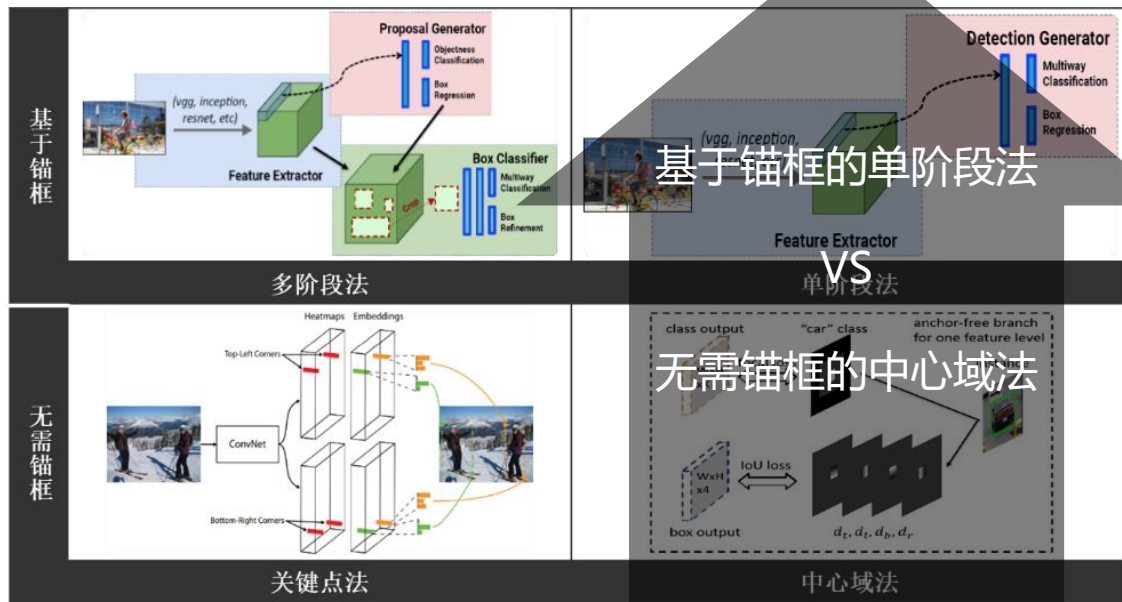 基于锚框
Proposal Generator
Objectness
Classification
Box
Regression
(vgg, inception,
resnet, etc)
Feature Extractor
Box Classifier
Multiway
Classification
Box
Refinement
Crop
多阶段法
Detection Generator
Multiway
Classification
Box
Regression
(vgg, inception,
Feature Extractor
基于锚框的单阶段法
VS
单阶段法
无需锚框
Heatmaps
Embeddings
Top-Left Corners
ConvNet
Bottom-Right Corners
关键点法
class output
"car" class
anchor-free branch
for one feature level
无需锚框的中心域法
WxH
x4
IoU loss
box output
d_t, d_l, d_b, d_r
中心域法